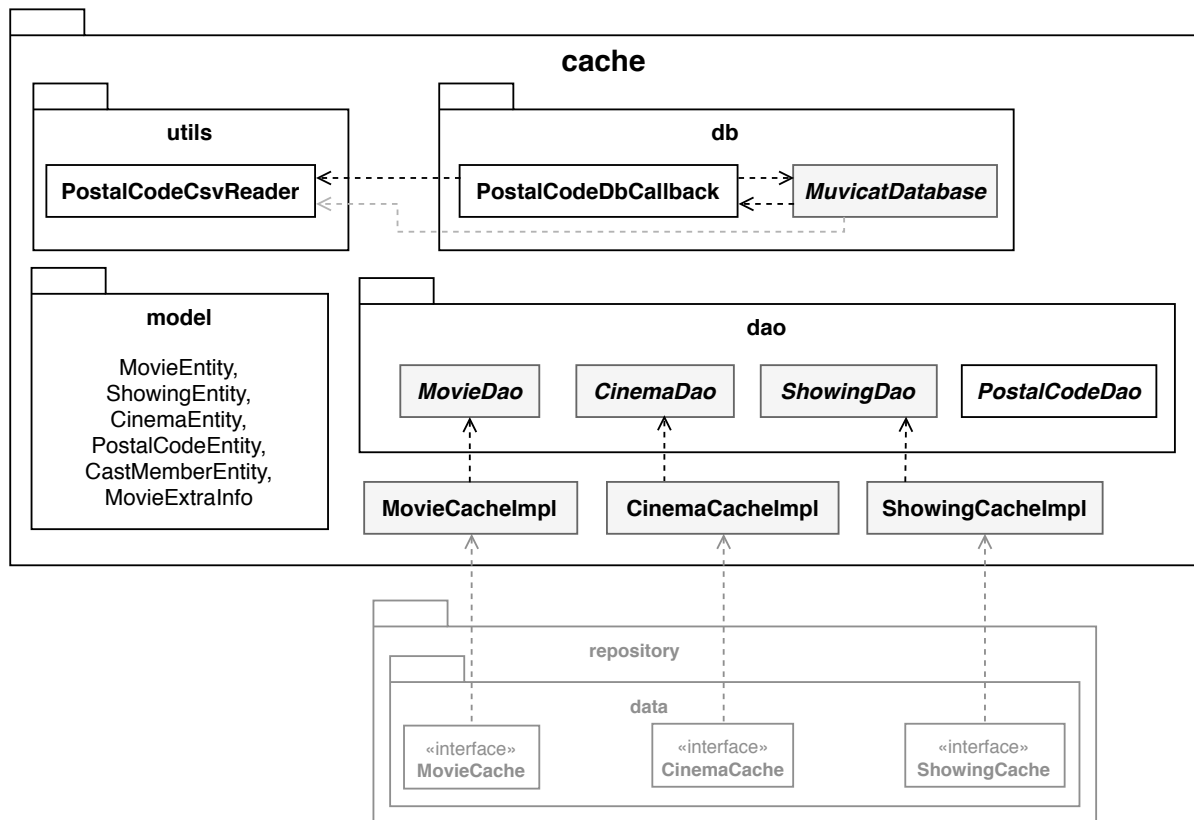 cache
utils
PostalCodeCsvReader
db
PostalCodeDbCallback
MuvicatDatabase
model
MovieEntity,
ShowingEntity,
CinemaEntity,
PostalCodeEntity,
CastMemberEntity,
MovieExtraInfo
dao
MovieDao
CinemaDao
ShowingDao
PostalCodeDao
MovieCacheImpl
CinemaCacheImpl
ShowingCacheImpl
repository
data
«interface»
MovieCache
«interface»
CinemaCache
«interface»
ShowingCache